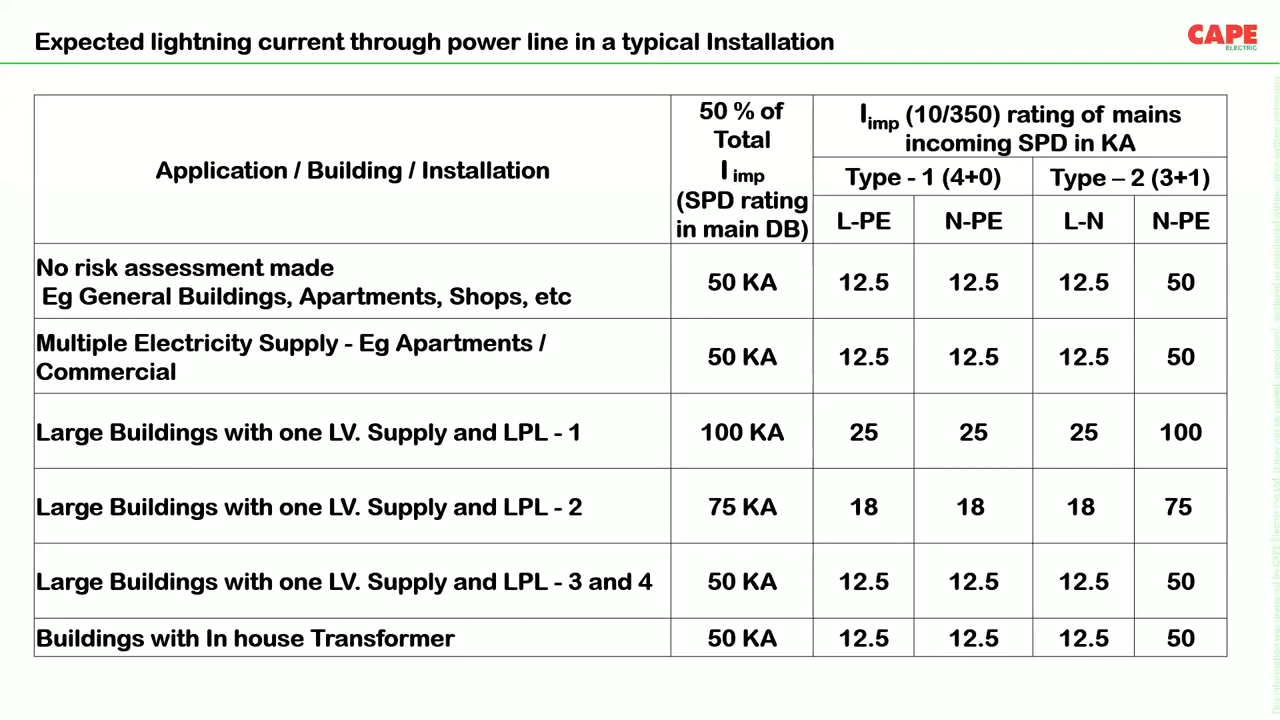 Expected lightning current through power line in a typical Installation
CAPE
ELECTRIC
Application / Building / Installation
50 % of
Total
I imp
(SPD rating
in main DB)
Iimp (10/350) rating of mains
incoming SPD in KA
Type - 1 (4+0)
Type – 2 (3+1)
L-PE
N-PE
L-N
N-PE
No risk assessment made
Eg General Buildings, Apartments, Shops, etc
50 KA
12.5
12.5
12.5
50
Multiple Electricity Supply - Eg Apartments /
Commercial
50 KA
12.5
12.5
12.5
50
Large Buildings with one LV. Supply and LPL - 1
100 KA
25
25
25
100
Large Buildings with one LV. Supply and LPL - 2
75 KA
18
18
18
75
Large Buildings with one LV. Supply and LPL - 3 and 4
50 KA
12.5
12.5
12.5
50
Buildings with In house Transformer
50 KA
12.5
12.5
12.5
50